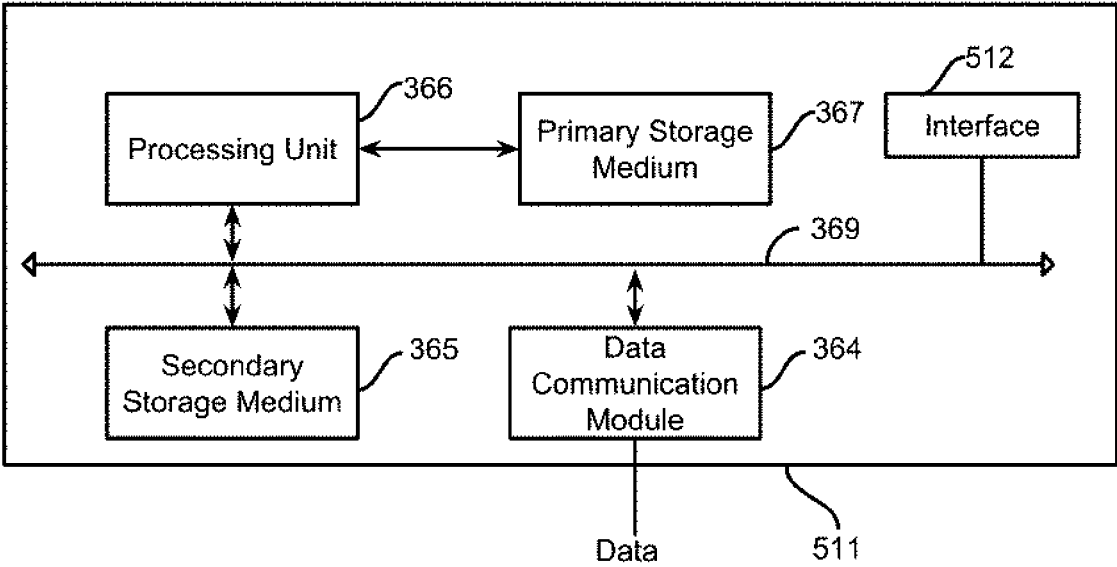 512
366
367
Processing Unit
Primary Storage
Medium
Interface
369
365
364
Secondary
Storage Medium
Data
Communication
Module
Data
511